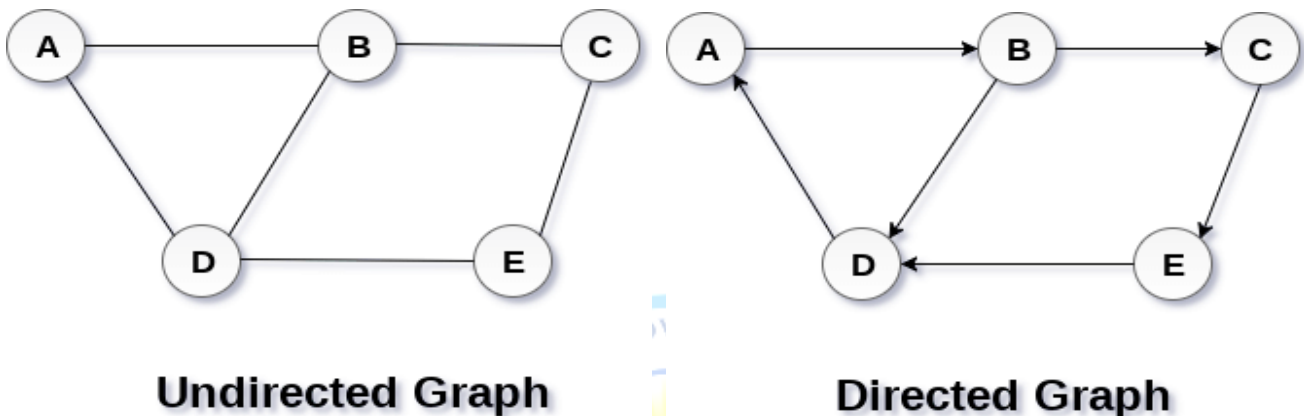 A B C
D E
Undirected Graph
A B C
D E
Directed Graph